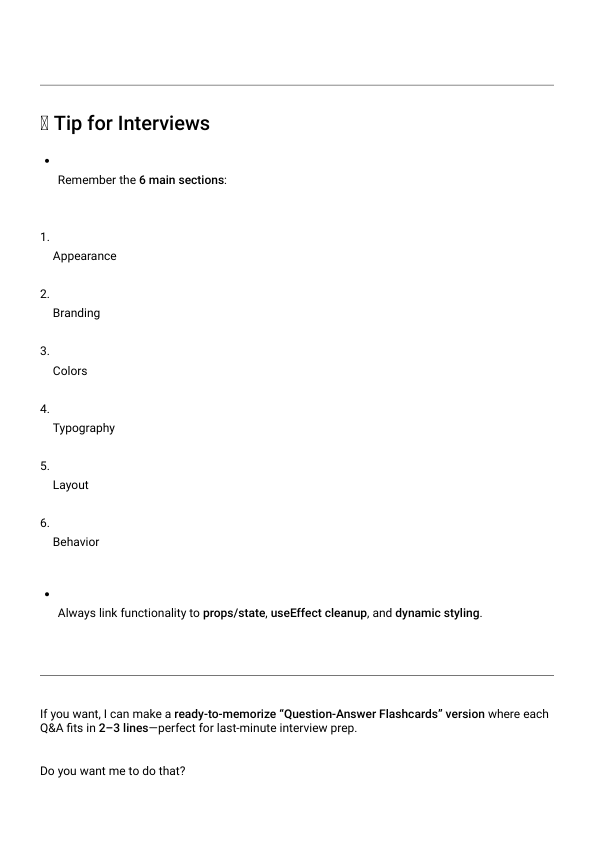 Tip for Interviews
•
Remember the 6 main sections:
1.
Appearance
2.
Branding
3.
Colors
4.
Typography
5.
Layout
6.
Behavior
•
Always link functionality to props/state, useEffect cleanup, and dynamic styling.
If you want, I can make a ready-to-memorize “Question-Answer Flashcards” version where each
Q&A fits in 2–3 lines—perfect for last-minute interview prep.
Do you want me to do that?